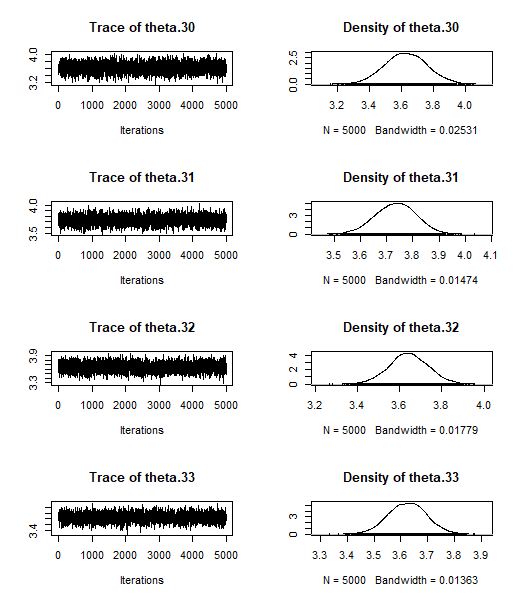 Trace of theta.30
3.2 4.0
0 1000 2000 3000 4000 5000
Iterations
Density of theta.30
0.0 2.5
3.2 3.4 3.6 3.8 4.0
N = 5000 Bandwidth = 0.02531
Trace of theta.31
3.5 4.0
0 1000 2000 3000 4000 5000
Iterations
Density of theta.31
0 3
3.5 3.6 3.7 3.8 3.9 4.0 4.1
N = 5000 Bandwidth = 0.01474
Trace of theta.32
3.3 3.9
0 1000 2000 3000 4000 5000
Iterations
Density of theta.32
0 2 4
3.2 3.4 3.6 3.8 4.0
N = 5000 Bandwidth = 0.01779
Trace of theta.33
3.4
0 1000 2000 3000 4000 5000
Iterations
Density of theta.33
0 3
3.3 3.4 3.5 3.6 3.7 3.8 3.9
N = 5000 Bandwidth = 0.01363